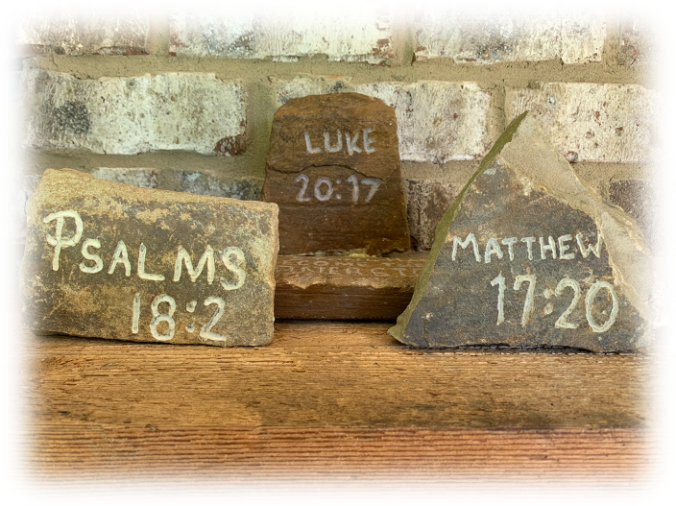 PSALMS
18:2
LUKE
20:17
MATTHEW
17:20